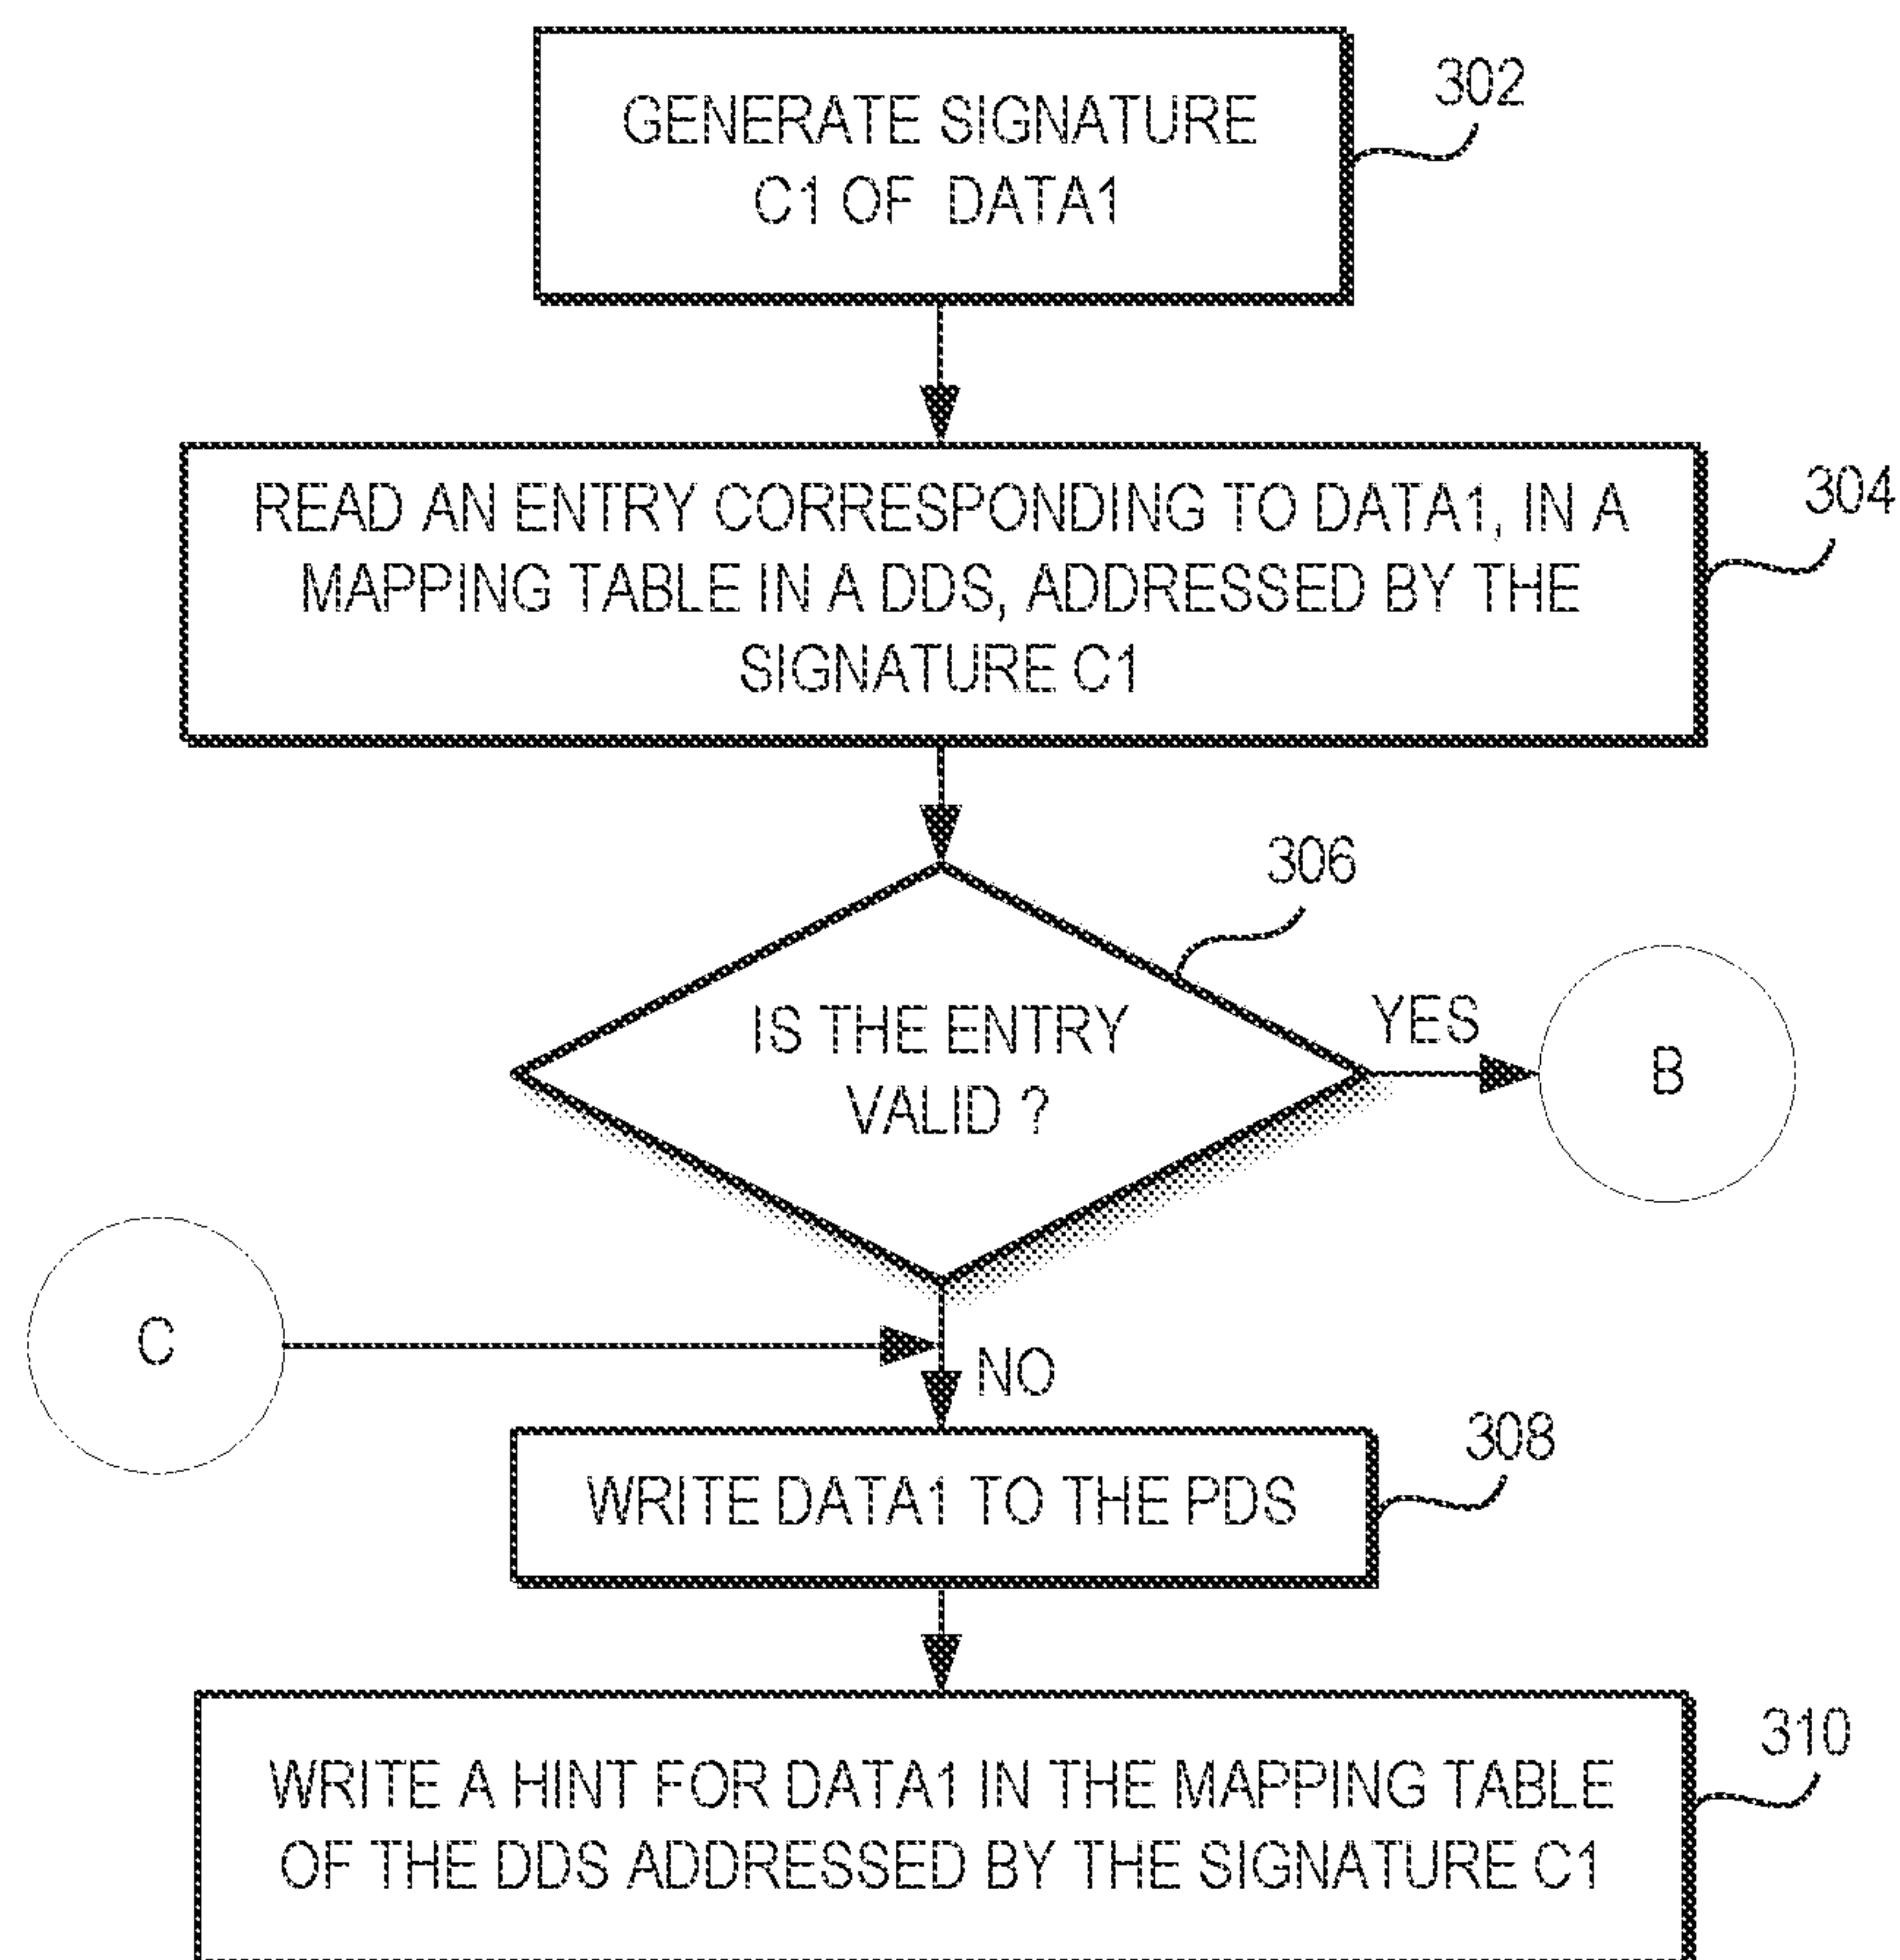 302
GENERATE SIGNATURE
C1 OF DATA1
304
READ AN ENTRY CORRESPONDING TO DATA1, IN A
MAPPING TABLE IN A DDS, ADDRESSED BY THE
SIGNATURE C1
306
IS THE ENTRY
VALID ?
YES
B
C
NO
308
WRITE DATA1 TO THE PDS
310
WRITE A HINT FOR DATA1 IN THE MAPPING TABLE
OF THE DDS ADDRESSED BY THE SIGNATURE C1